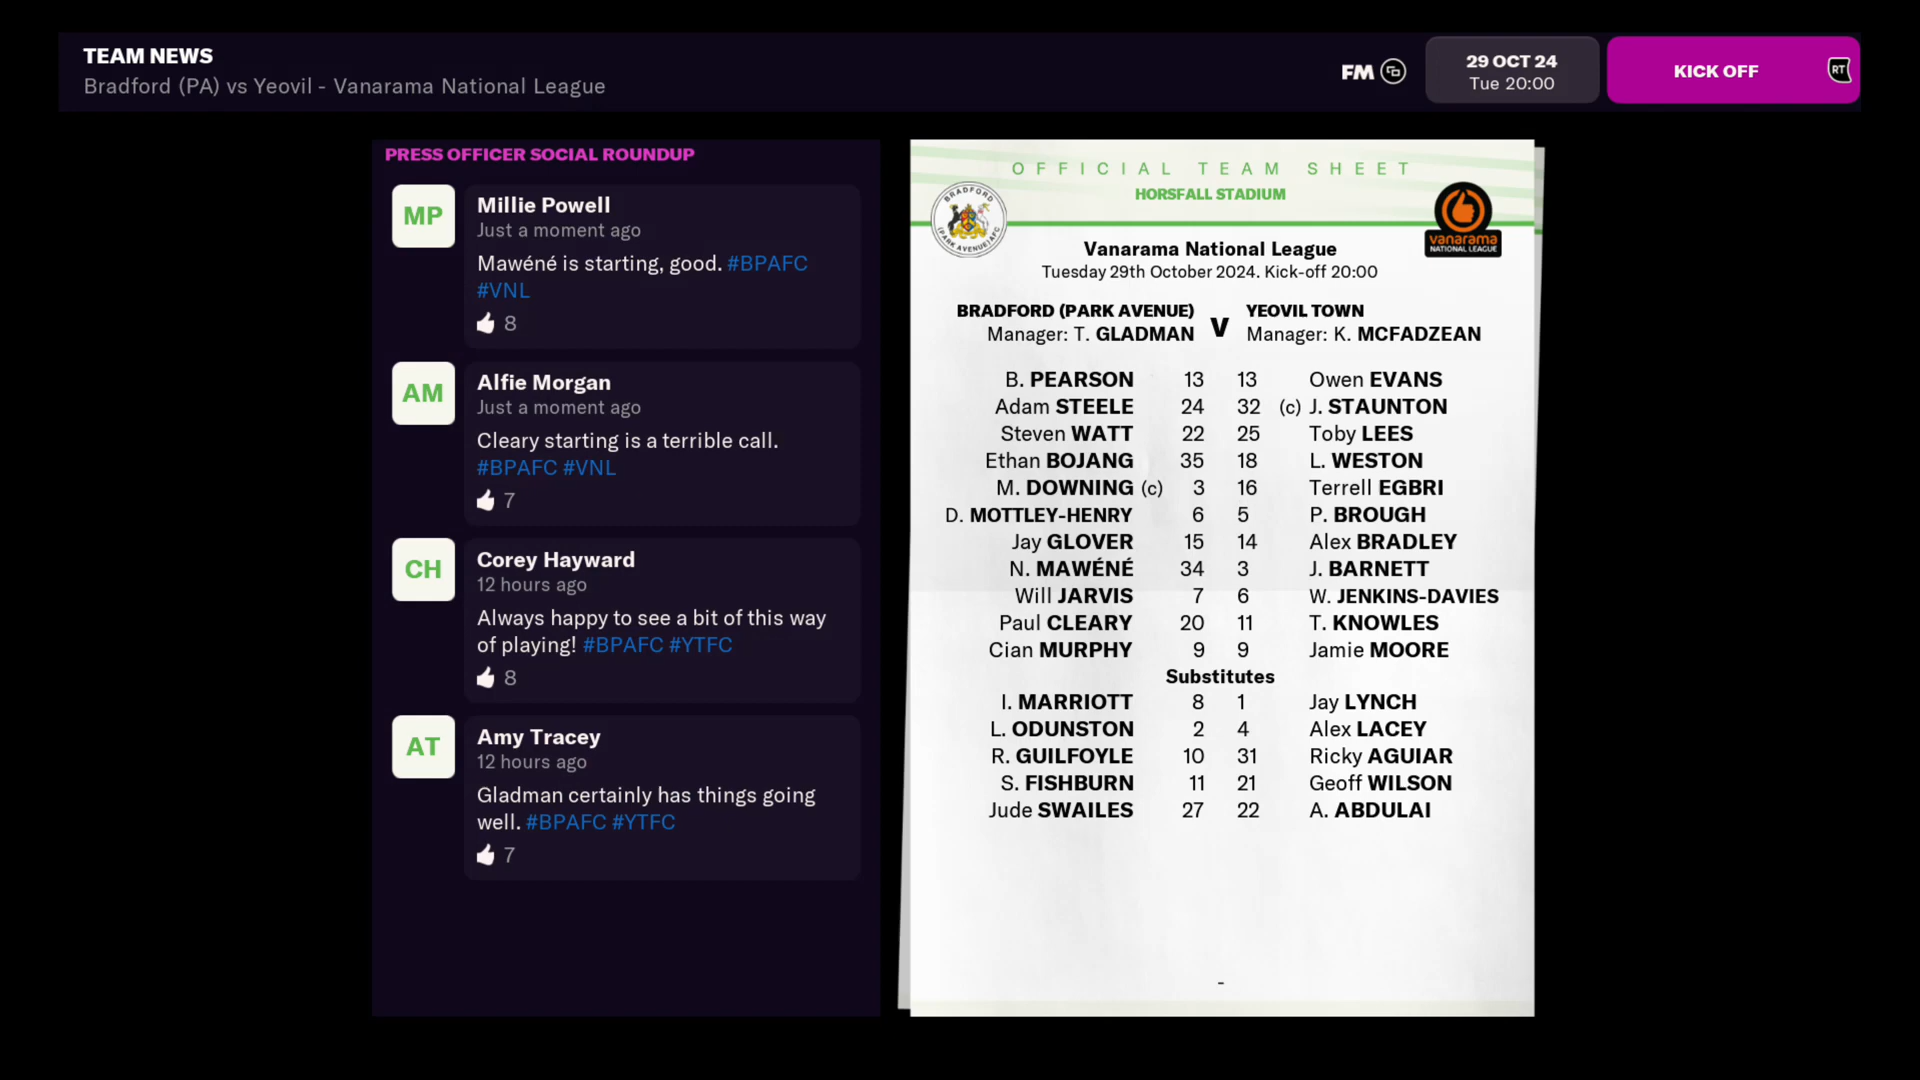 TEAM NEWS
Bradford (PA) vs Yeovil - Vanarama National League
FM
29 OCT 24
Tue 20:00
KICK OFF
RT
PRESS OFFICER SOCIAL ROUNDUP
MP
Millie Powell
Just a moment ago
Mawéné is starting, good. #BPAFC
#VNL
8
AM
Alfie Morgan
Just a moment ago
Cleary starting is a terrible call.
#BPAFC #VNL
7
CH
Corey Hayward
12 hours ago
Always happy to see a bit of this way
of playing! #BPAFC #YTFC
8
AT
Amy Tracey
12 hours ago
Gladman certainly has things going
well. #BPAFC #YTFC
7
OFFICIAL TEAM SHEET
HORSFALL STADIUM
BRADFORD
(PARK AVENUE) AFC
vanarama
NATIONAL LEAGUE
Vanarama National League
Tuesday 29th October 2024. Kick-off 20:00
BRADFORD (PARK AVENUE) V YEOVIL TOWN
Manager: T. GLADMAN Manager: K. MCFADZEAN
B. PEARSON 13 13 Owen EVANS
Adam STEELE 24 32 (c) J. STAUNTON
Steven WATT 22 25 Toby LEES
Ethan BOJANG 35 18 L. WESTON
M. DOWNING (c) 3 16 Terrell EGBRI
D. MOTTLEY-HENRY 6 5 P. BROUGH
Jay GLOVER 15 14 Alex BRADLEY
N. MAWÉNÉ 34 3 J. BARNETT
Will JARVIS 7 6 W. JENKINS-DAVIES
Paul CLEARY 20 11 T. KNOWLES
Cian MURPHY 9 9 Jamie MOORE
Substitutes
I. MARRIOTT 8 1 Jay LYNCH
L. ODUNSTON 2 4 Alex LACEY
R. GUILFOYLE 10 31 Ricky AGUIAR
S. FISHBURN 11 21 Geoff WILSON
Jude SWAILES 27 22 A. ABDULAI
-